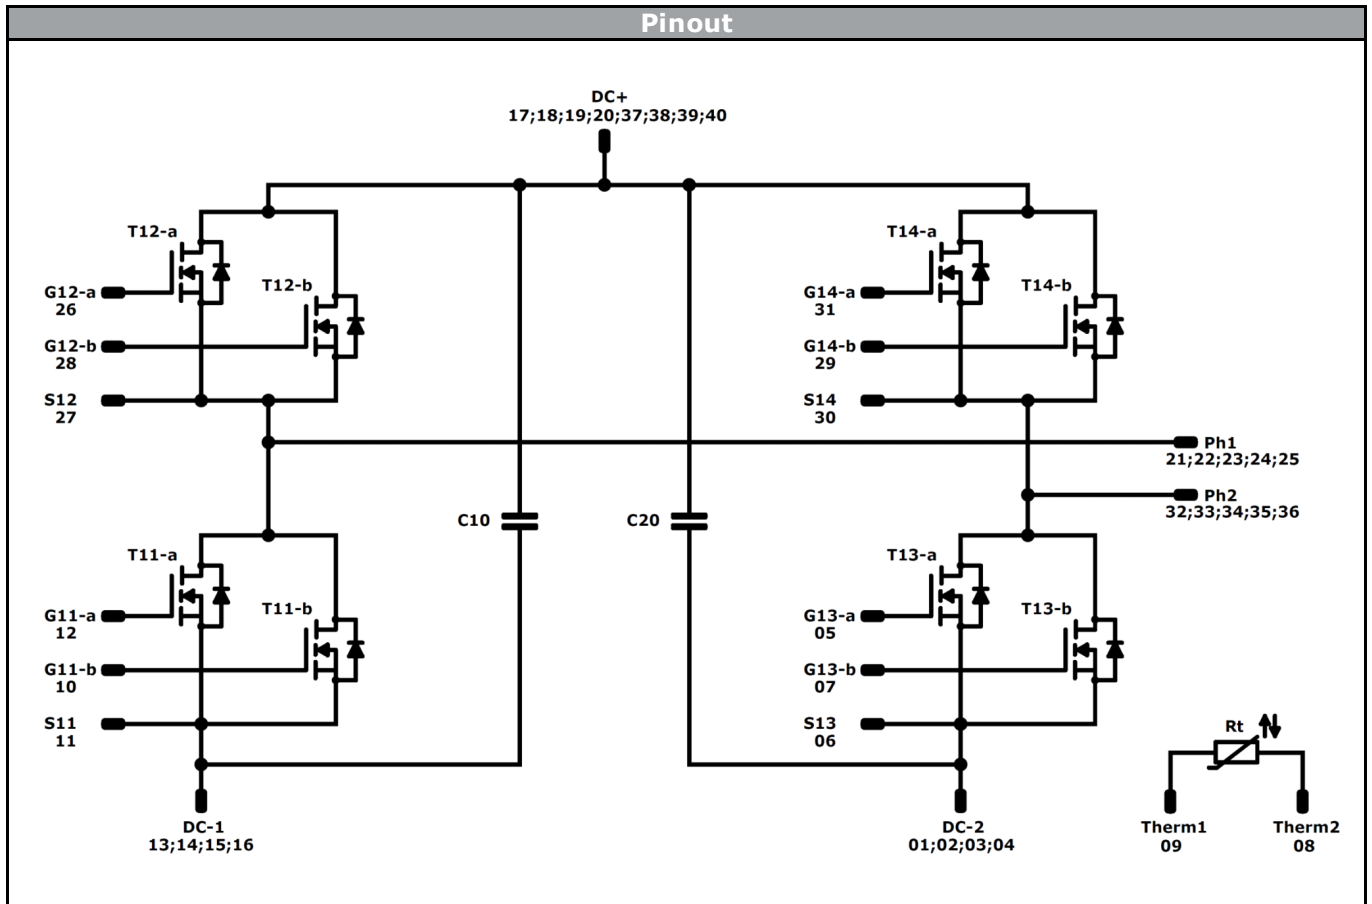 Pinout
DC+
17;18;19;20;37;38;39;40
T12-a
T14-a
T12-b
T14-b
G12-a
26
G14-a
31
G12-b
28
G14-b
29
S12
27
S14
30
Ph1
21;22;23;24;25
Ph2
32;33;34;35;36
C10
C20
T11-a
T13-a
T11-b
T13-b
G11-a
12
G13-a
05
G11-b
10
G13-b
07
S11
11
S13
06
Rt
DC-1
13;14;15;16
DC-2
01;02;03;04
Therm1
09
Therm2
08